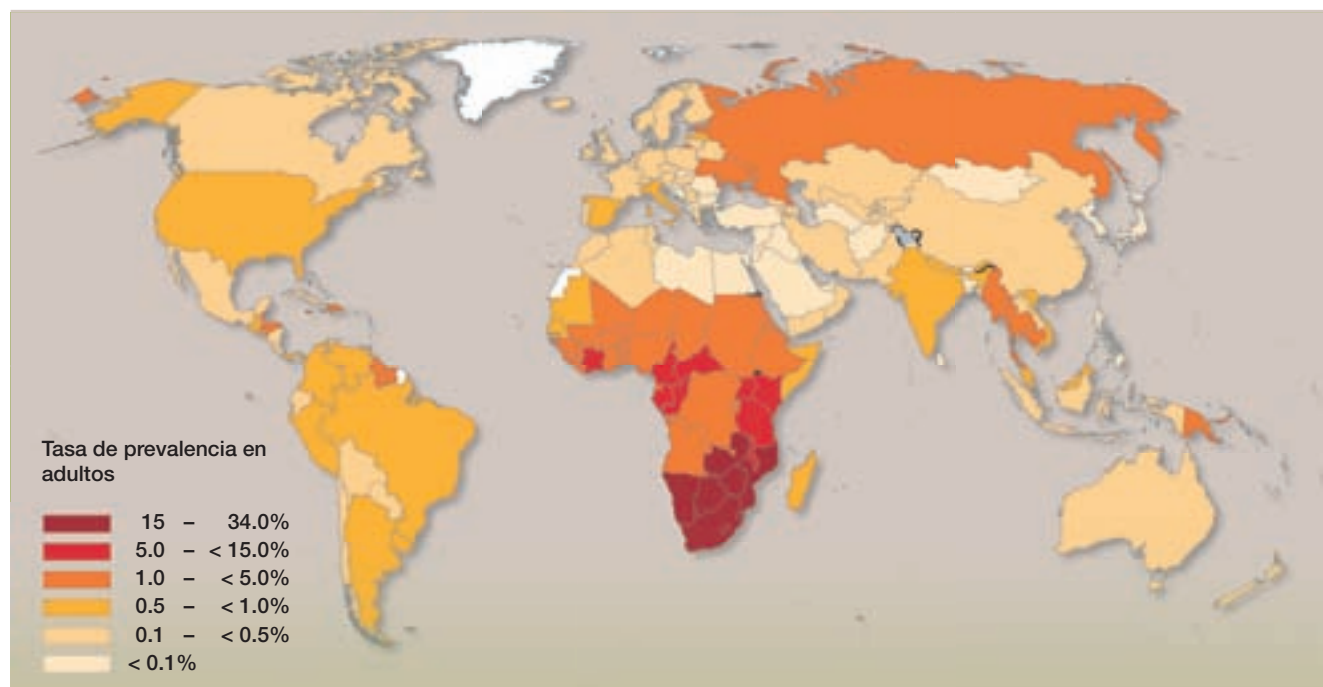 Tasa de prevalencia en
adultos
15 – 34.0%
5.0 – < 15.0%
1.0 – < 5.0%
0.5 – < 1.0%
0.1 – < 0.5%
< 0.1%